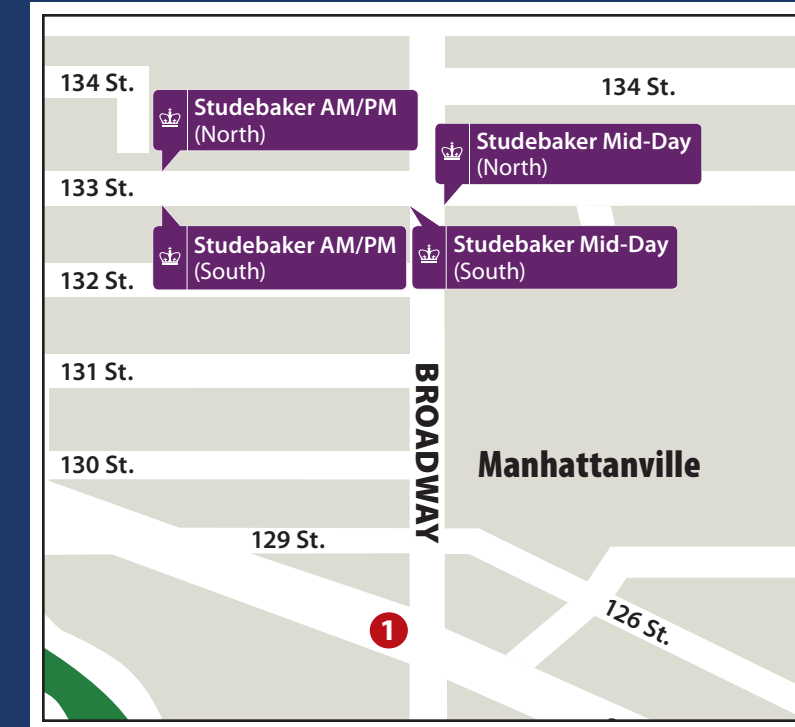 134 St.
134 St.
Studebaker AM/PM
(North)
Studebaker Mid-Day
(North)
133 St.
Studebaker AM/PM
(South)
Studebaker Mid-Day
(South)
132 St.
131 St.
BROADWAY
130 St.
Manhattanville
129 St.
126 St.
1